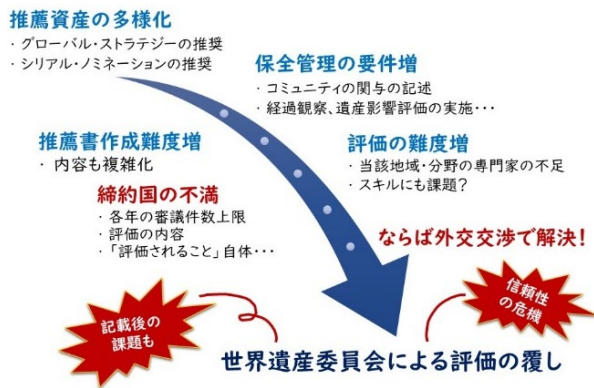 推薦資産の多様化
・グローバル・ストラテジーの推奨
・シリアル・ノミネーションの推奨
保全管理の要件増
・コミュニティの関与の記述
・経過観察、遺産影響評価の実施・・・
推薦書作成難度増
・内容も複雑化
評価の難度増
・当該地域・分野の専門家の不足
・スキルにも課題?
締約国の不満
・各年の審議件数上限
・評価の内容
・「評価されること」自体・・・
ならば外交交渉で解決!
記載後の
課題も
信頼性
の危機
世界遺産委員会による評価の覆し